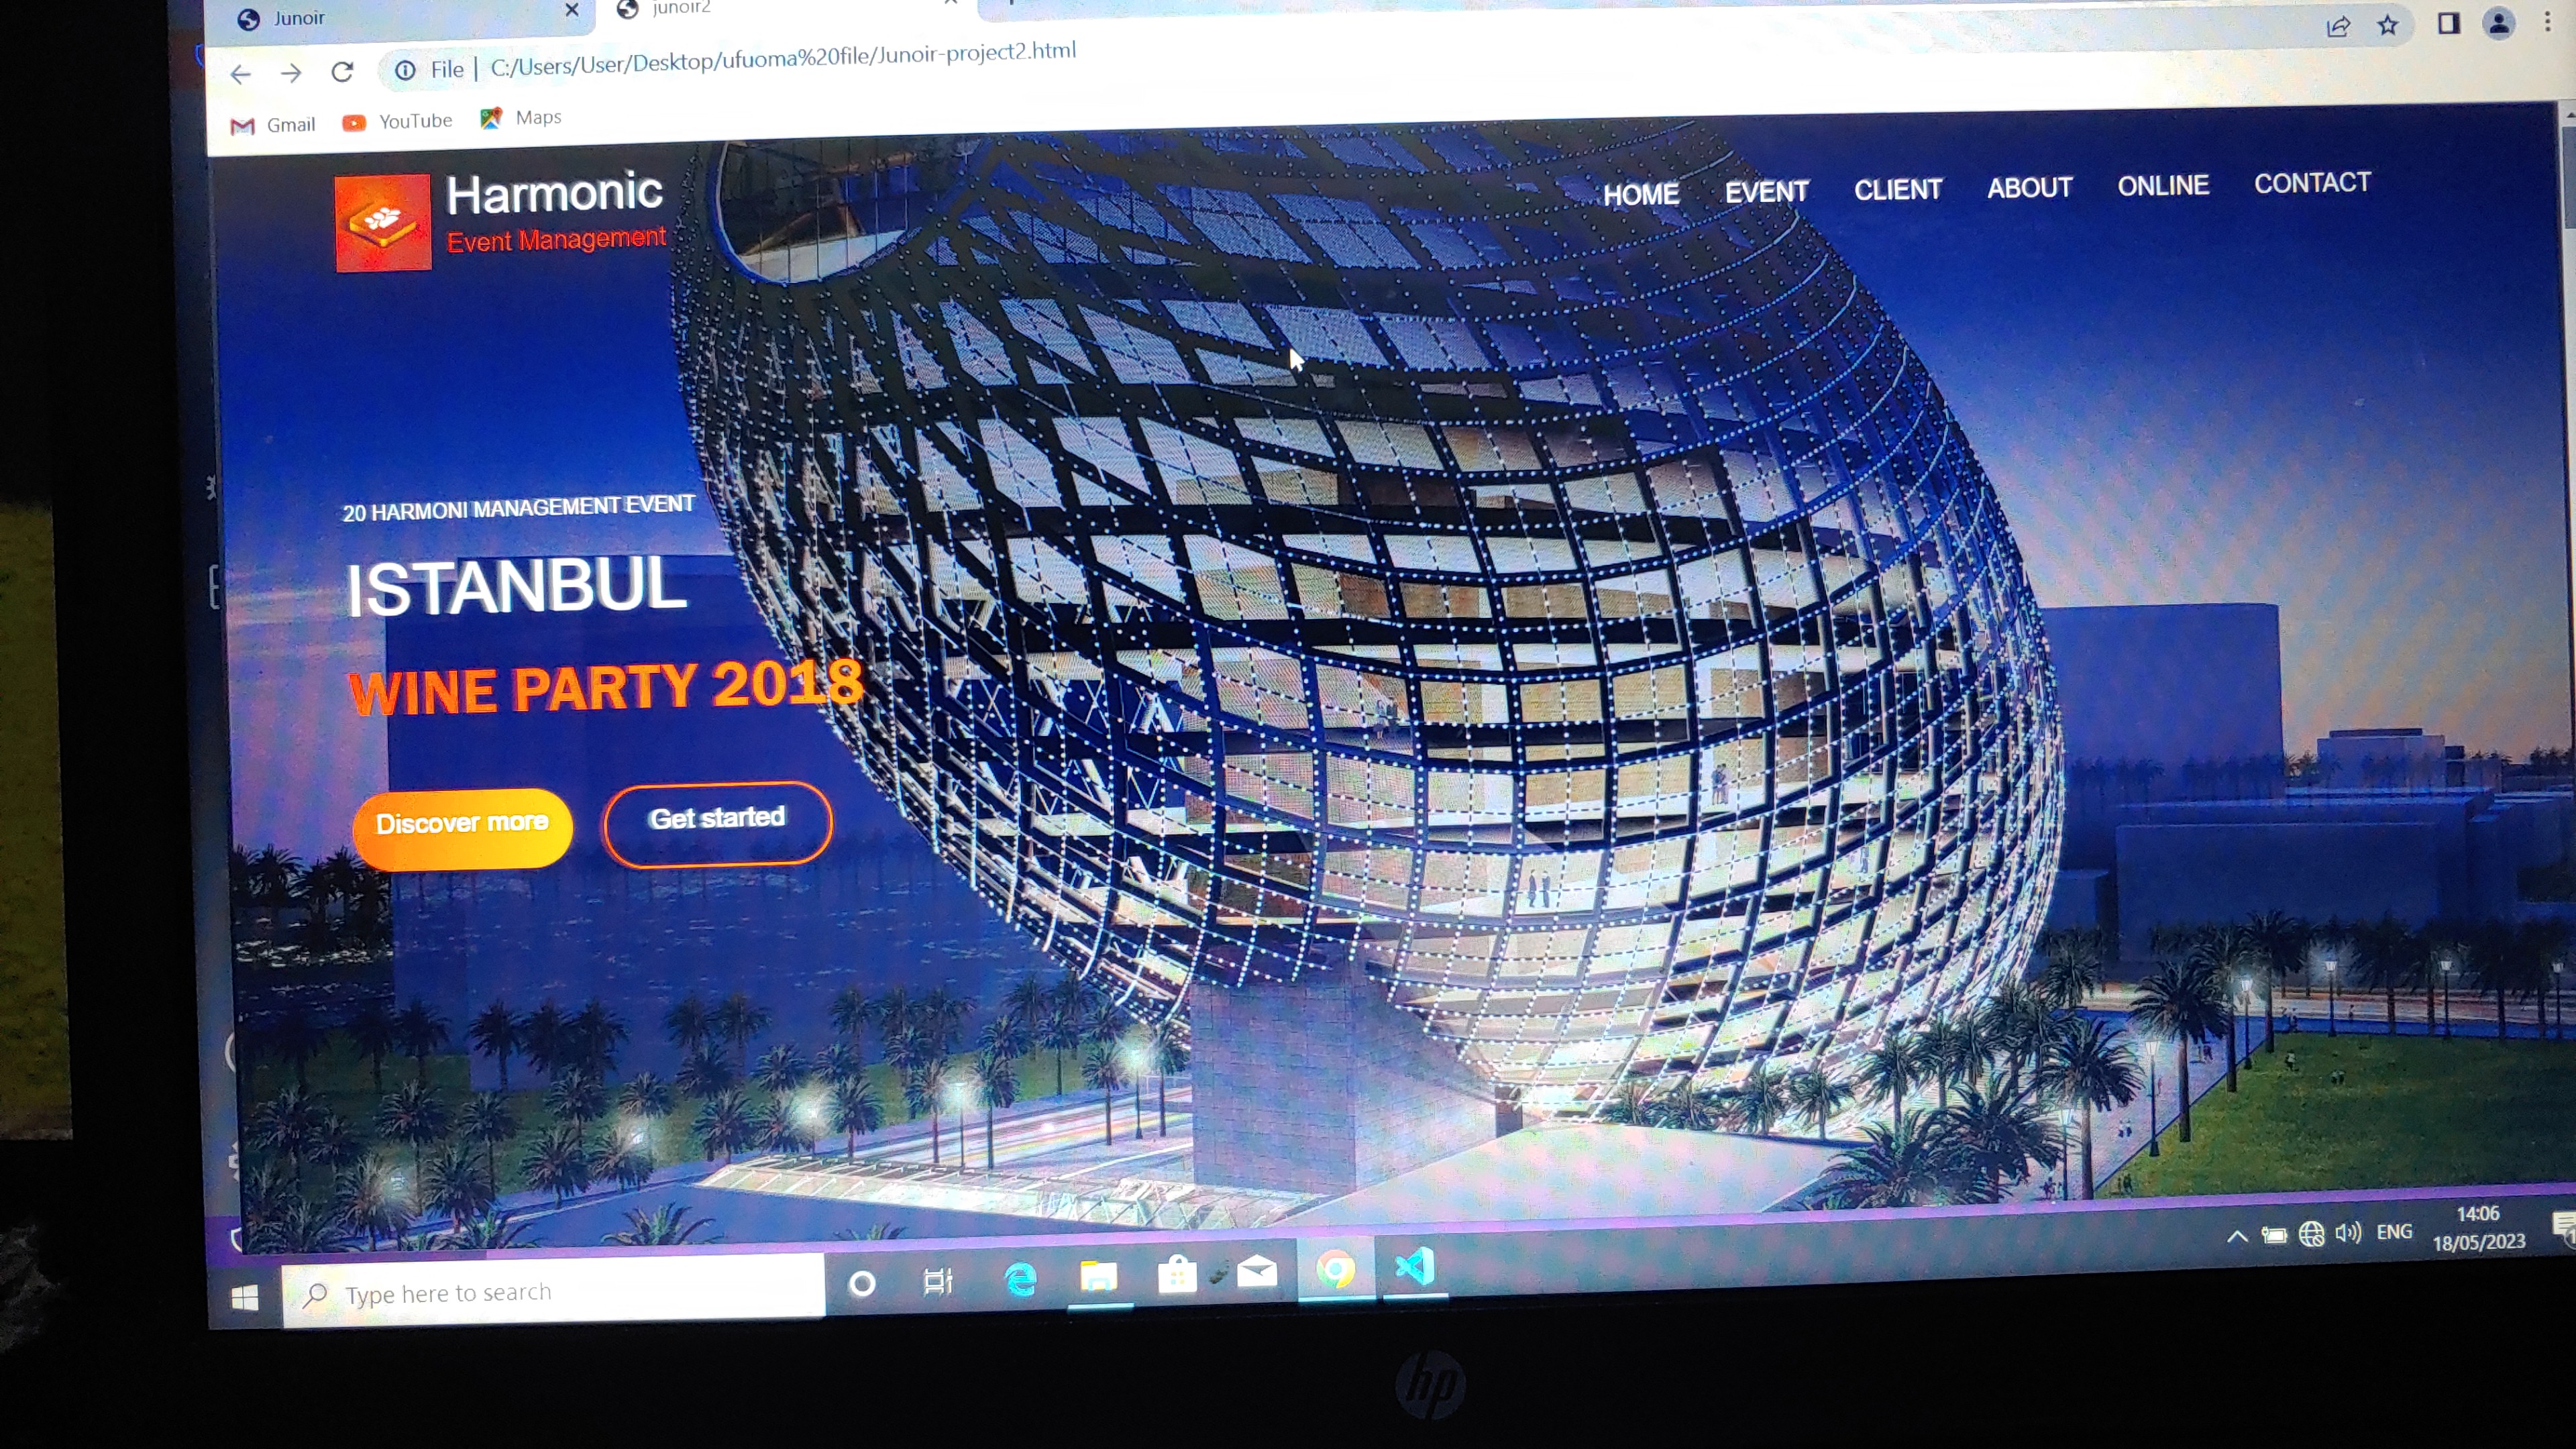 Junoir
junoir2
File | C:/Users/User/Desktop/ufuoma%20file/Junoir-project2.html
Gmail YouTube Maps
Harmonic
Event Management
HOME EVENT CLIENT ABOUT ONLINE CONTACT
20 HARMONI MANAGEMENT EVENT
ISTANBUL
WINE PARTY 2018
Discover more Get started
Type here to search
ENG
14:06
18/05/2023
hp